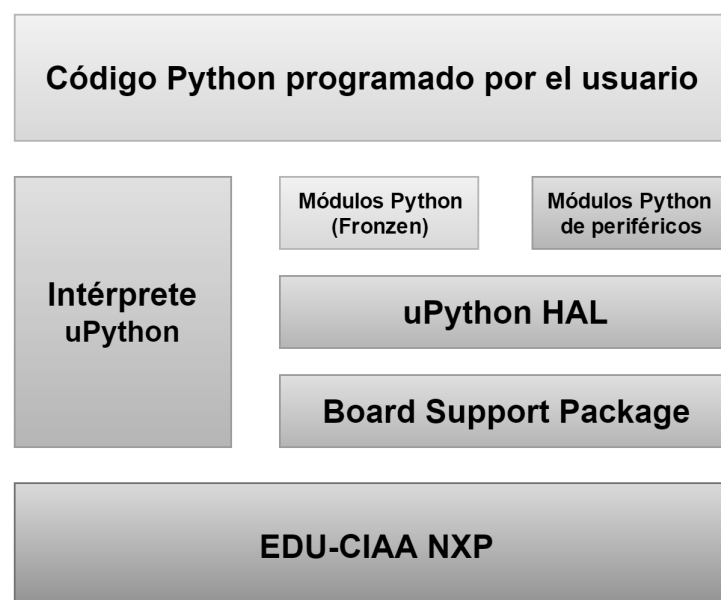 Código Python programado por el usuario
Intérprete
uPython
Módulos Python
(Fronzen)
Módulos Python
de periféricos
uPython HAL
Board Support Package
EDU-CIAA NXP